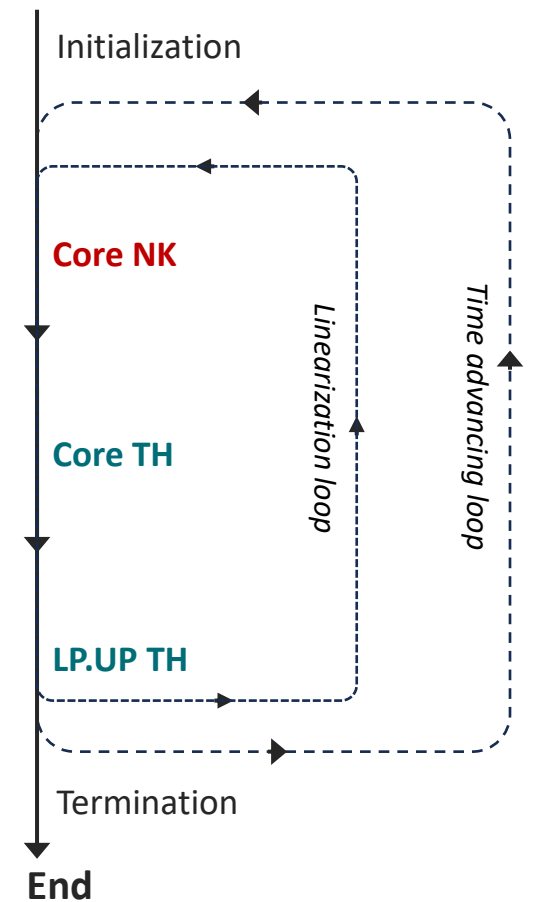 Initialization
Core NK
Linearization loop
Time advancing loop
Core TH
LP.UP TH
Termination
End